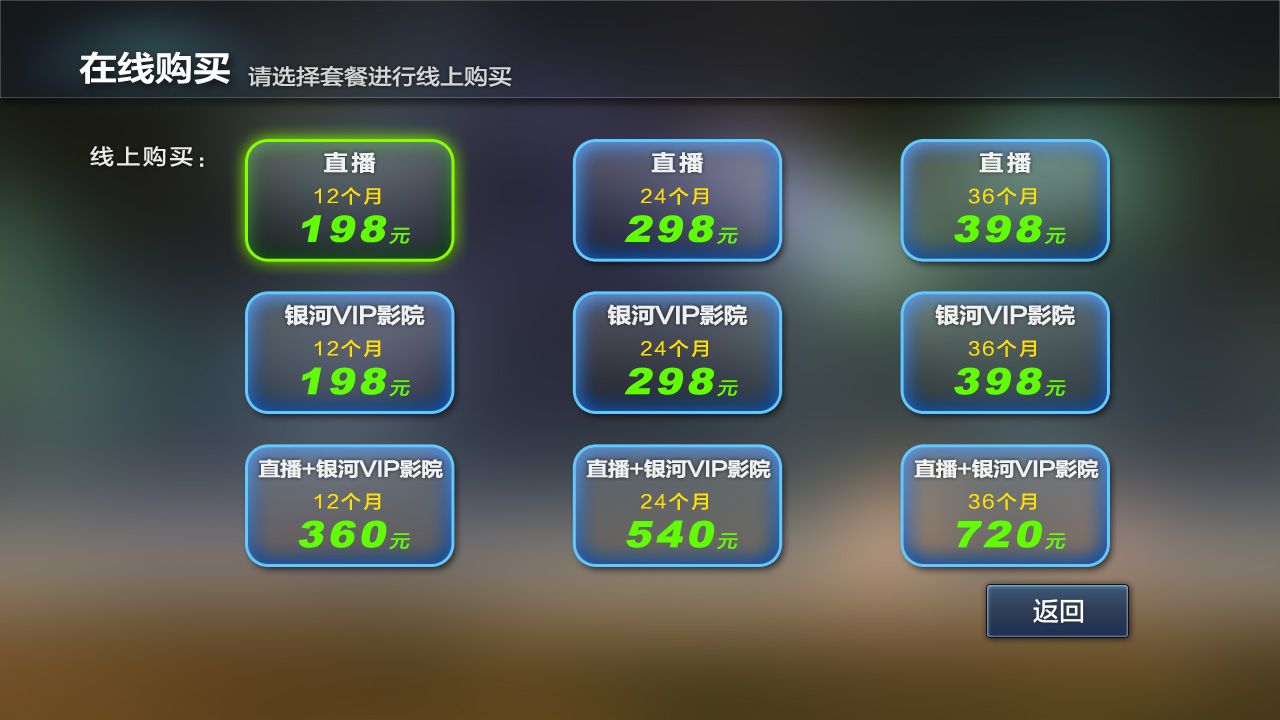 在线购买 请选择套餐进行线上购买
线上购买:
直播
12个月
198元
直播
24个月
298元
直播
36个月
398元
银河VIP影院
12个月
198元
银河VIP影院
24个月
298元
银河VIP影院
36个月
398元
直播+银河VIP影院
12个月
360元
直播+银河VIP影院
24个月
540元
直播+银河VIP影院
36个月
720元
返回